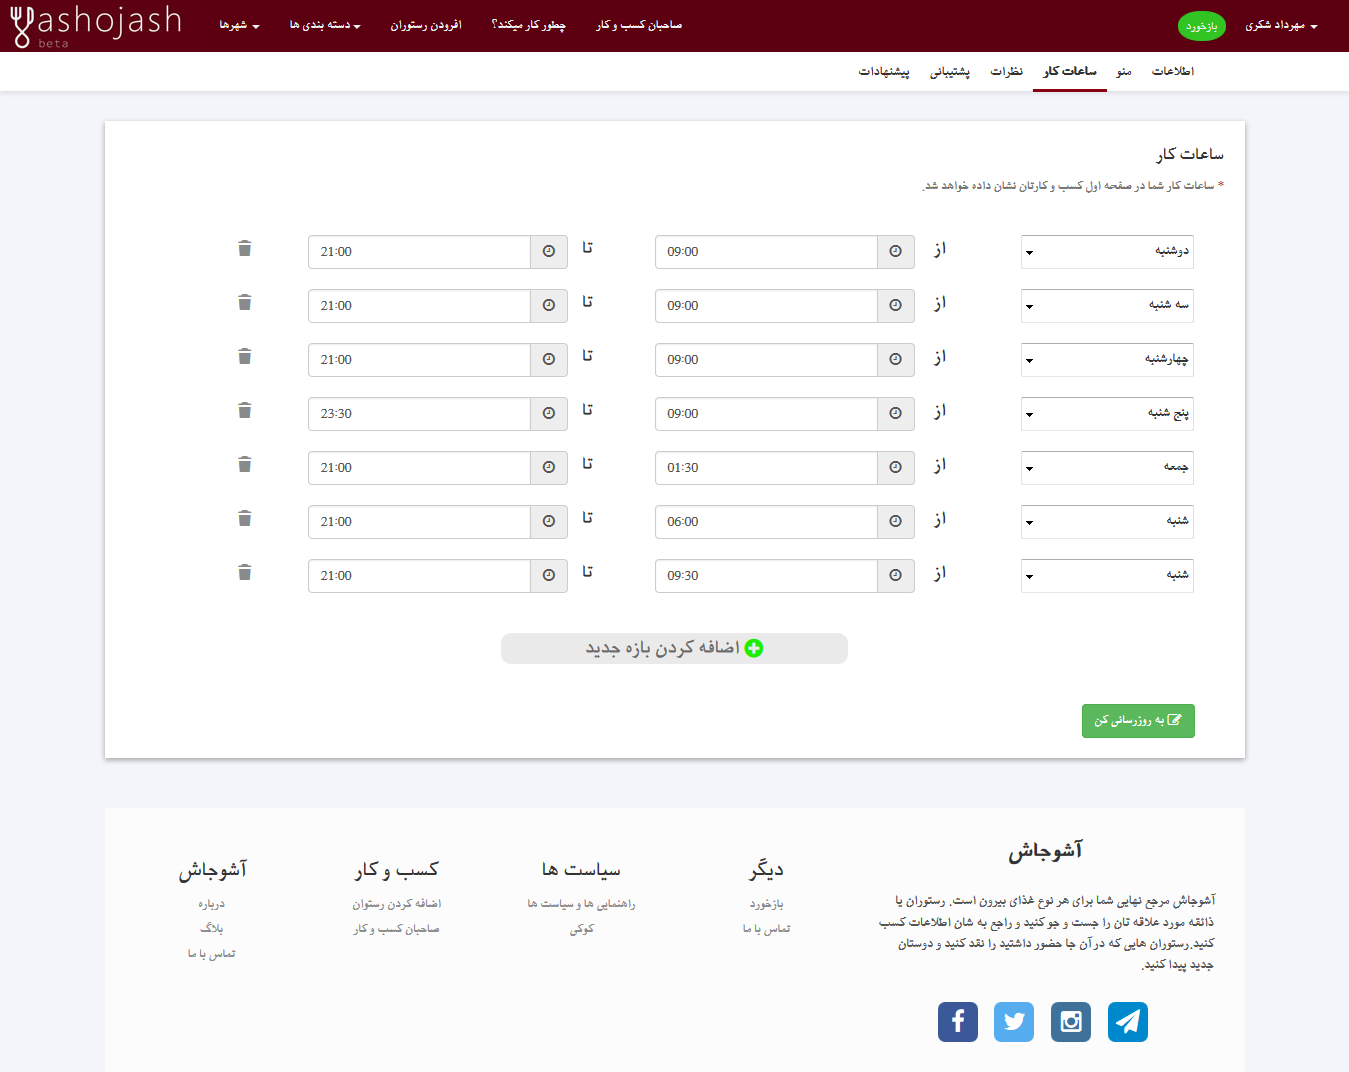 ashojash
beta
شهرها
دسته بندی ها
افزودن رستوران
چطور کار میکند؟
صاحبان کسب و کار
بازخورد
مهرداد شکری
اطلاعات
منو
ساعات کار
نظرات
پشتیبانی
پیشنهادات
ساعات کار
* ساعات کار شما در صفحه اول کسب و کارتان نشان داده خواهد شد.
دوشنبه از 09:00 تا 21:00
سه شنبه از 09:00 تا 21:00
چهارشنبه از 09:00 تا 21:00
پنج شنبه از 09:00 تا 23:30
جمعه از 01:30 تا 21:00
شنبه از 06:00 تا 21:00
شنبه از 09:30 تا 21:00
اضافه کردن بازه جدید
به روزرسانی کن
آشوجاش
آشوجاش مرجع نهایی شما برای هر نوع غذای بیرون است. رستوران یا
ذائقه مورد علاقه تان را جست و جو کنید و راجع به شان اطلاعات کسب
کنید.رستوران هایی که در آن جا حضور داشتید را نقد کنید و دوستان
جدید پیدا کنید.
دیگر
بازخورد
تماس با ما
سیاست ها
راهنمایی ها و سیاست ها
کوکی
کسب و کار
اضافه کردن رستوان
صاحبان کسب و کار
آشوجاش
درباره
بلاگ
تماس با ما